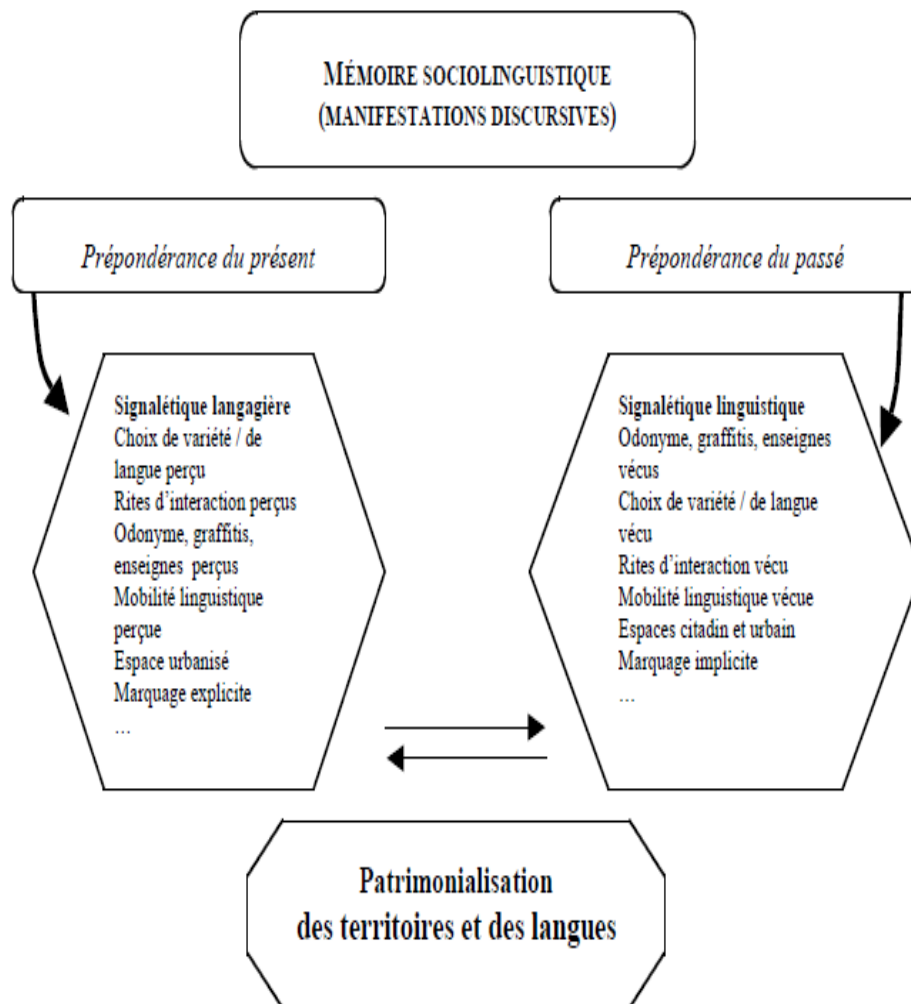 MÉMOIRE SOCIOLINGUISTIQUE
(MANIFESTATIONS DISCURSIVES)
Prépondérance du présent
Prépondérance du passé
Signalétique langagière
Choix de variété / de
langue perçu
Rites d’interaction perçus
Odonyme, graffitis,
enseignes perçus
Mobilité linguistique
perçue
Espace urbanisé
Marquage explicite
…
Signalétique linguistique
Odonyme, graffitis, enseignes
vécus
Choix de variété / de langue
vécu
Rites d’interaction vécu
Mobilité linguistique vécue
Espaces citadin et urbain
Marquage implicite
…
Patrimonialisation
des territoires et des langues